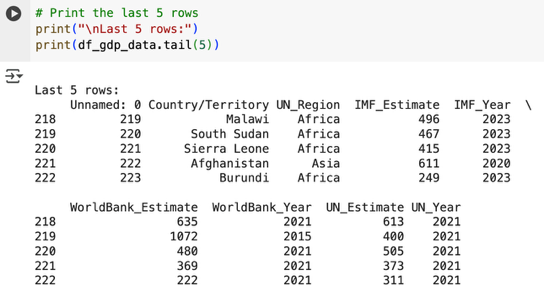 # Print the last 5 rows
print("\nLast 5 rows:")
print(df_gdp_data.tail(5))
Last 5 rows:
     Unnamed: 0 Country/Territory UN_Region  IMF_Estimate  IMF_Year  \
218         219            Malawi    Africa           496      2023
219         220       South Sudan    Africa           467      2023
220         221      Sierra Leone    Africa           415      2023
221         222       Afghanistan      Asia           611      2020
222         223           Burundi    Africa           249      2023
     WorldBank_Estimate  WorldBank_Year  UN_Estimate UN_Year
218                 635            2021          613    2021
219                1072            2015          400    2021
220                 480            2021          505    2021
221                 369            2021          373    2021
222                 222            2021          311    2021